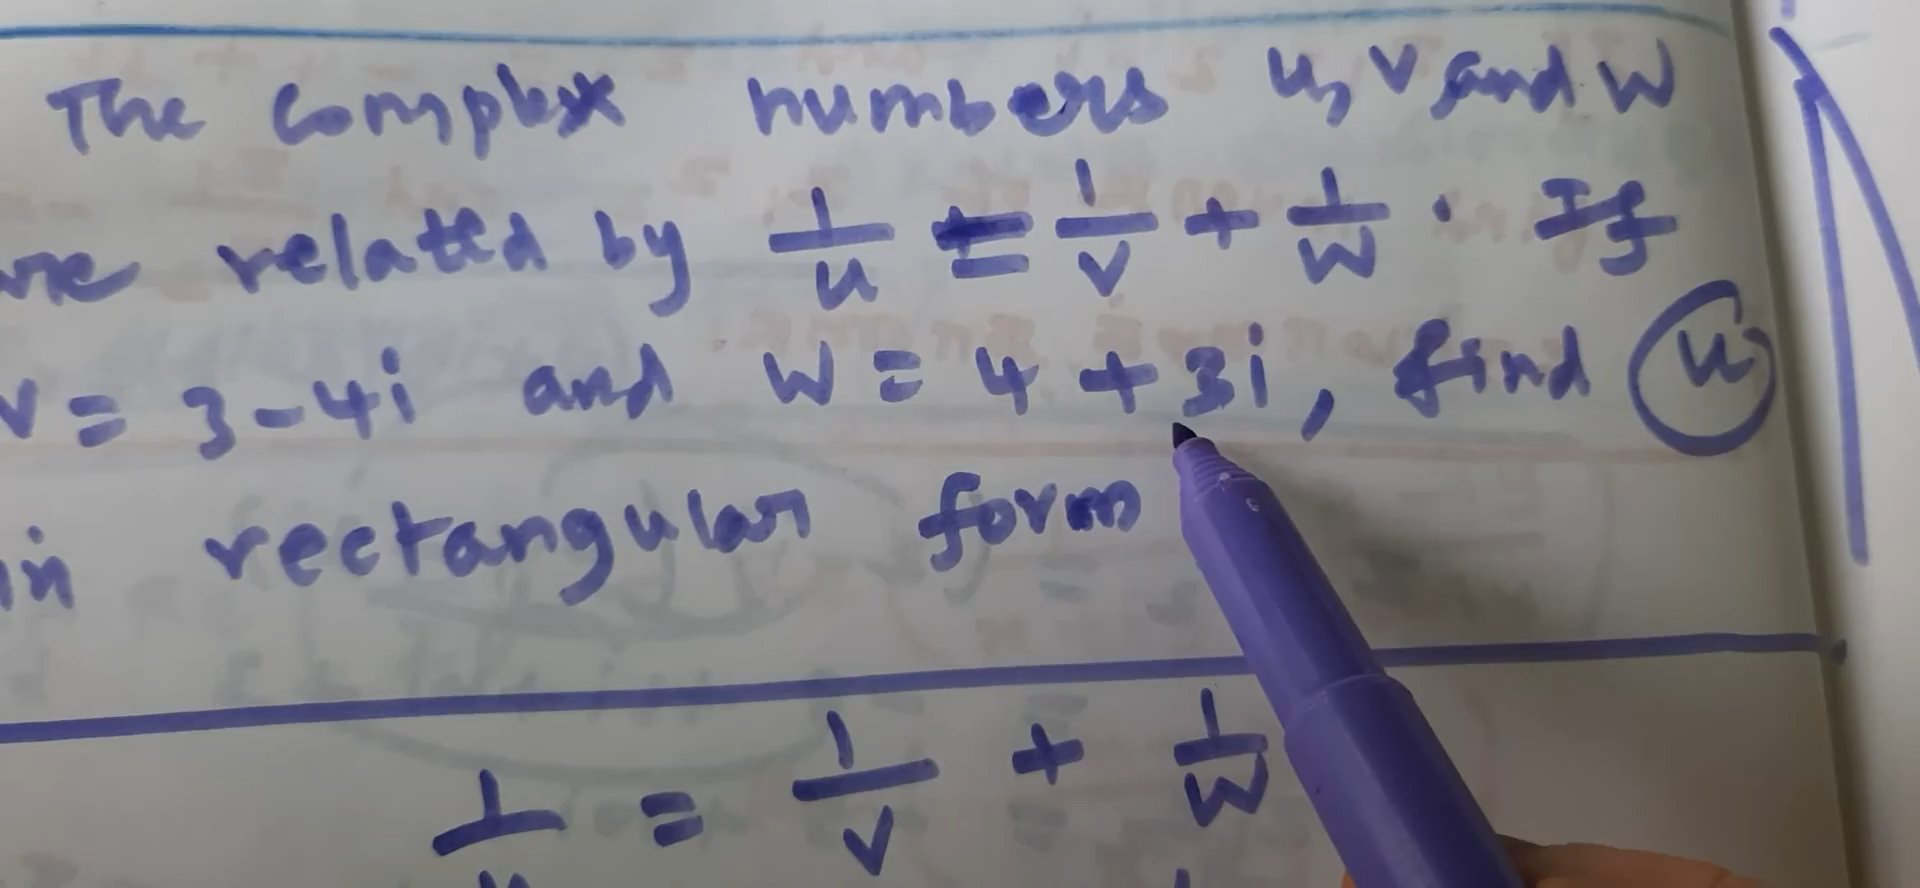 The complex numbers u, v and w
are related by 1/u = 1/v + 1/w . If
v = 3-4i and w = 4 + 3i, find u
in rectangular form
1/u = 1/v + 1/w